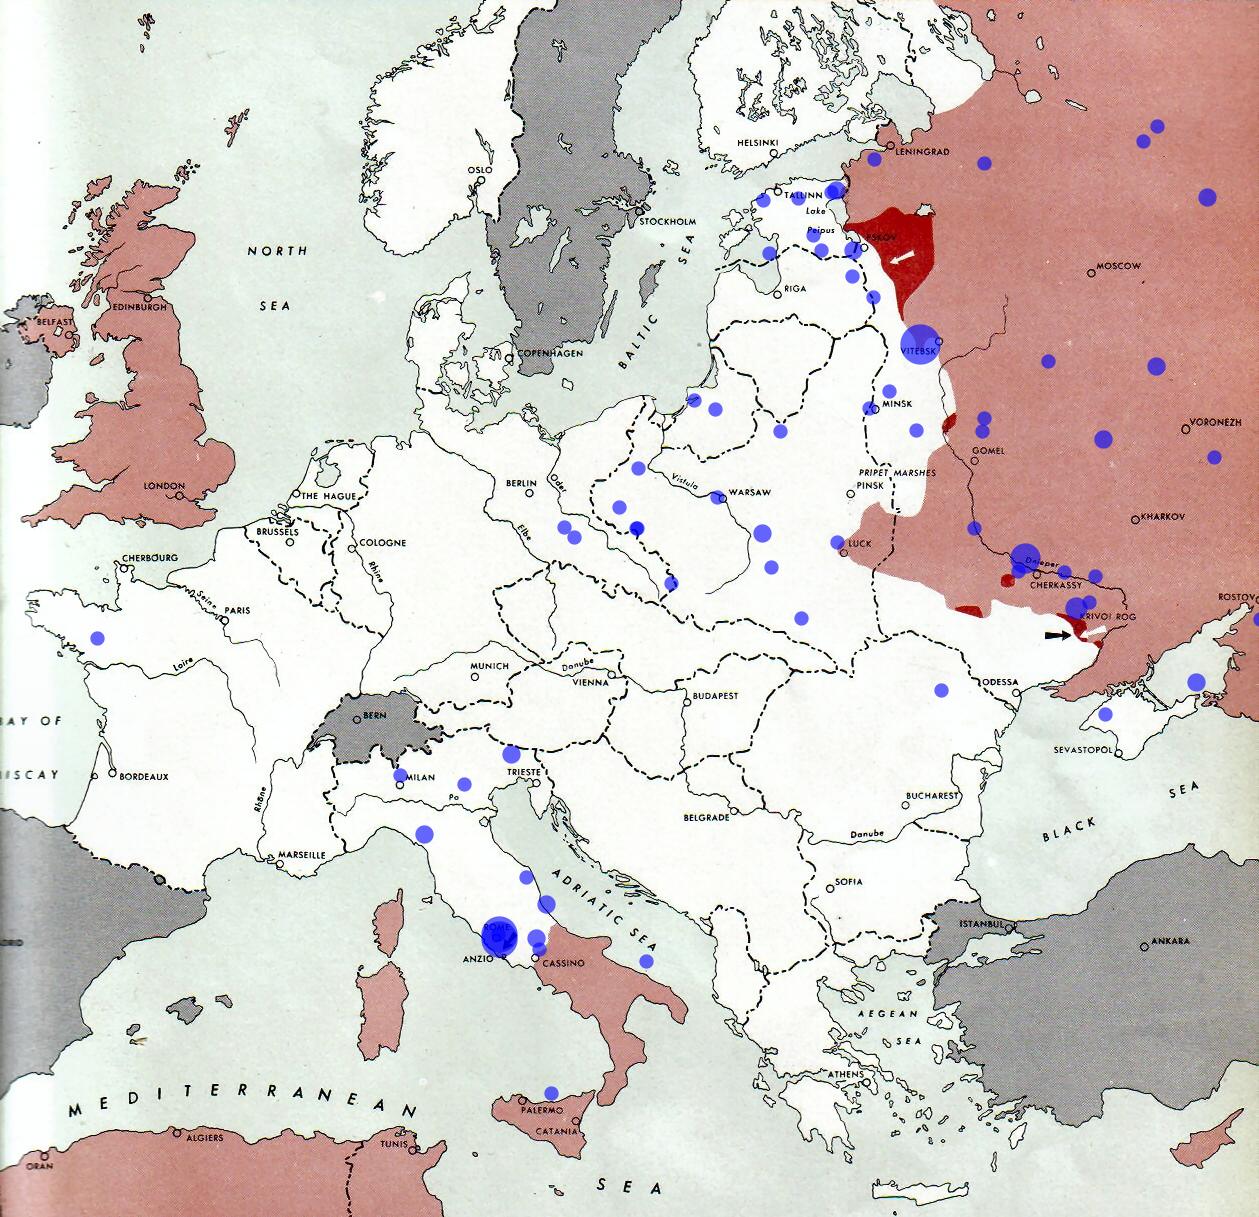 LENINGRAD
HELSINKI
OSLO
STOCKHOLM
TALLINN
Lake
Peipus
PSKOV
NORTH
SEA
BALTIC SEA
MOSCOW
RIGA
EDINBURGH
BELFAST
COPENHAGEN
VITEBSK
MINSK
VORONEZH
GOMEL
PRIPET MARSHES
PINSK
LONDON
THE HAGUE
BERLIN
Oder
Vistula
WARSAW
KHARKOV
BRUSSELS
COLOGNE
Elbe
LUCK
CHERBOURG
Rhine
Dnieper
CHERKASSY
ROSTOV
Seine
PARIS
KRIVOI ROG
Loire
MUNICH
Danube
VIENNA
BUDAPEST
ODESSA
BAY OF
BISCAY
BERN
SEVASTOPOL
BORDEAUX
MILAN
TRIESTE
Rhône
Po
BELGRADE
BUCHAREST
Danube
BLACK SEA
MARSEILLE
SOFIA
ADRIATIC SEA
ROME
ANZIO
CASSINO
ISTANBUL
ANKARA
AEGEAN
SEA
ATHENS
MEDITERRANEAN
SEA
PALERMO
CATANIA
ALGIERS
TUNIS
ORAN